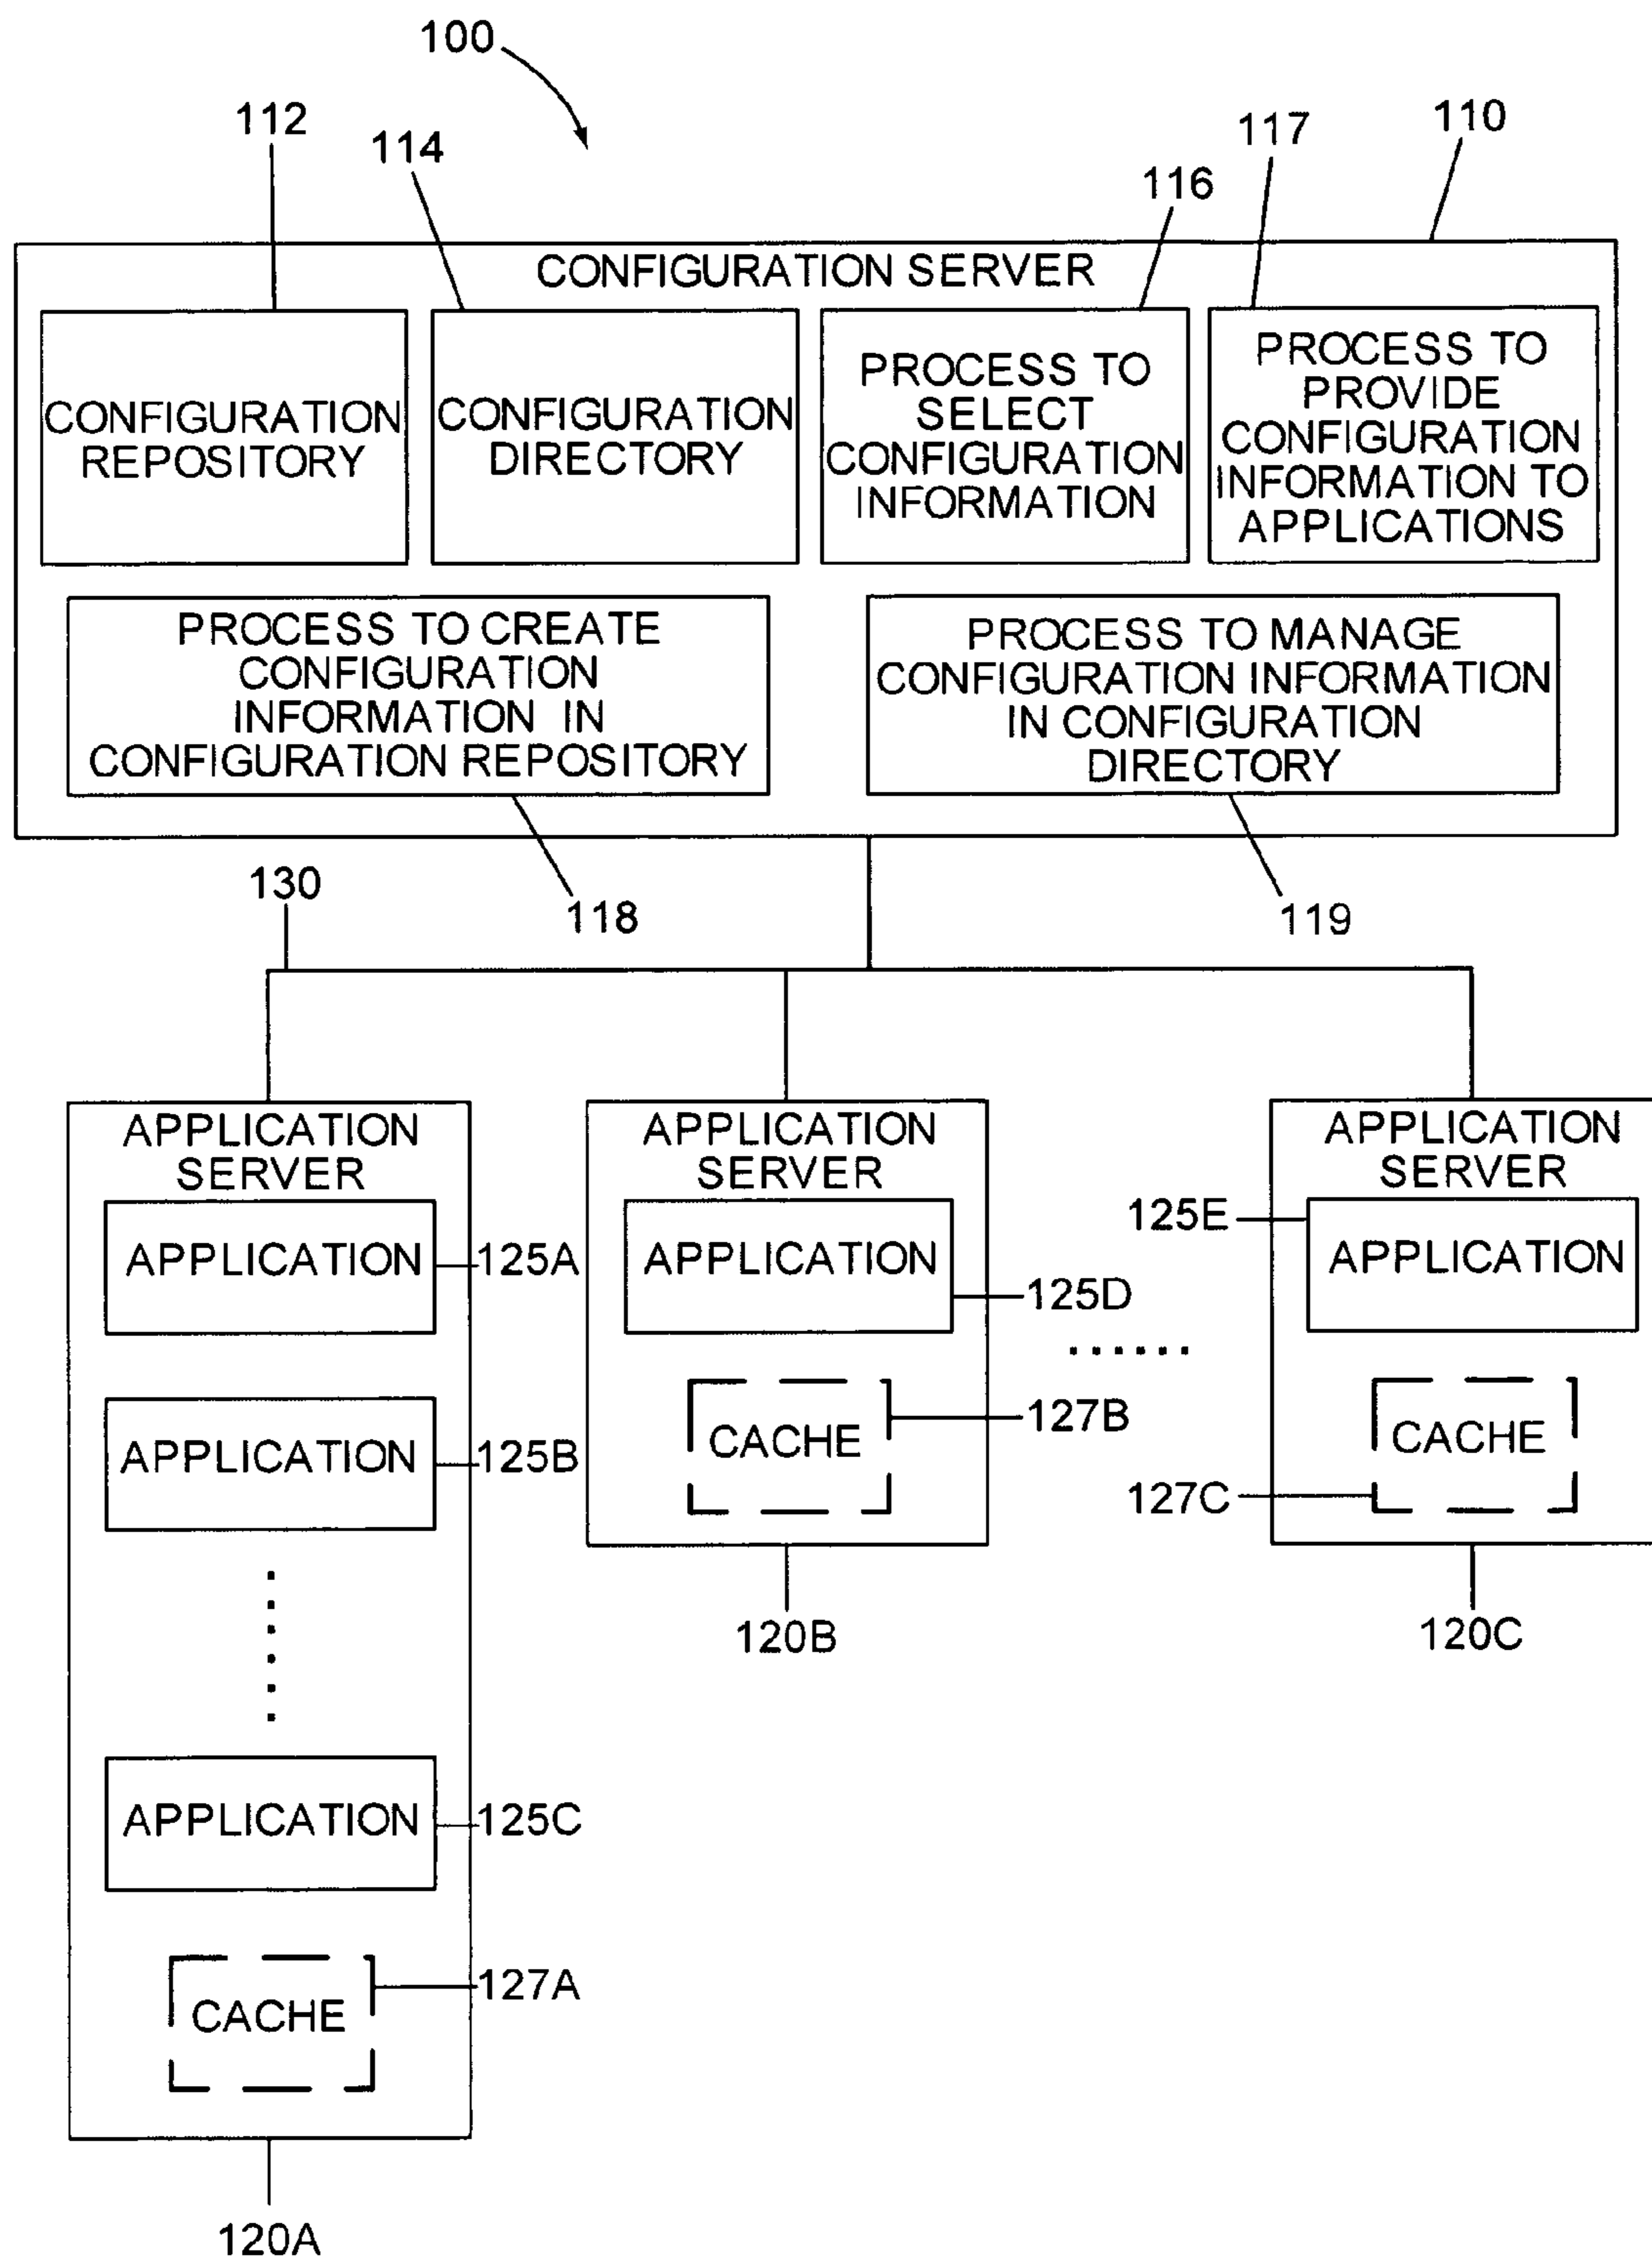 100
112
114
117
110
116
CONFIGURATION SERVER
CONFIGURATION
REPOSITORY
CONFIGURATION
DIRECTORY
PROCESS TO
SELECT
CONFIGURATION
INFORMATION
PROCESS TO
PROVIDE
CONFIGURATION
INFORMATION TO
APPLICATIONS
PROCESS TO CREATE
CONFIGURATION
INFORMATION IN
CONFIGURATION REPOSITORY
PROCESS TO MANAGE
CONFIGURATION INFORMATION
IN CONFIGURATION
DIRECTORY
130
118
119
APPLICATION
SERVER
APPLICATION
125A
APPLICATION
125B
APPLICATION
125C
CACHE
127A
120A
APPLICATION
SERVER
APPLICATION
125D
CACHE
127B
120B
......
APPLICATION
SERVER
125E
APPLICATION
CACHE
127C
120C